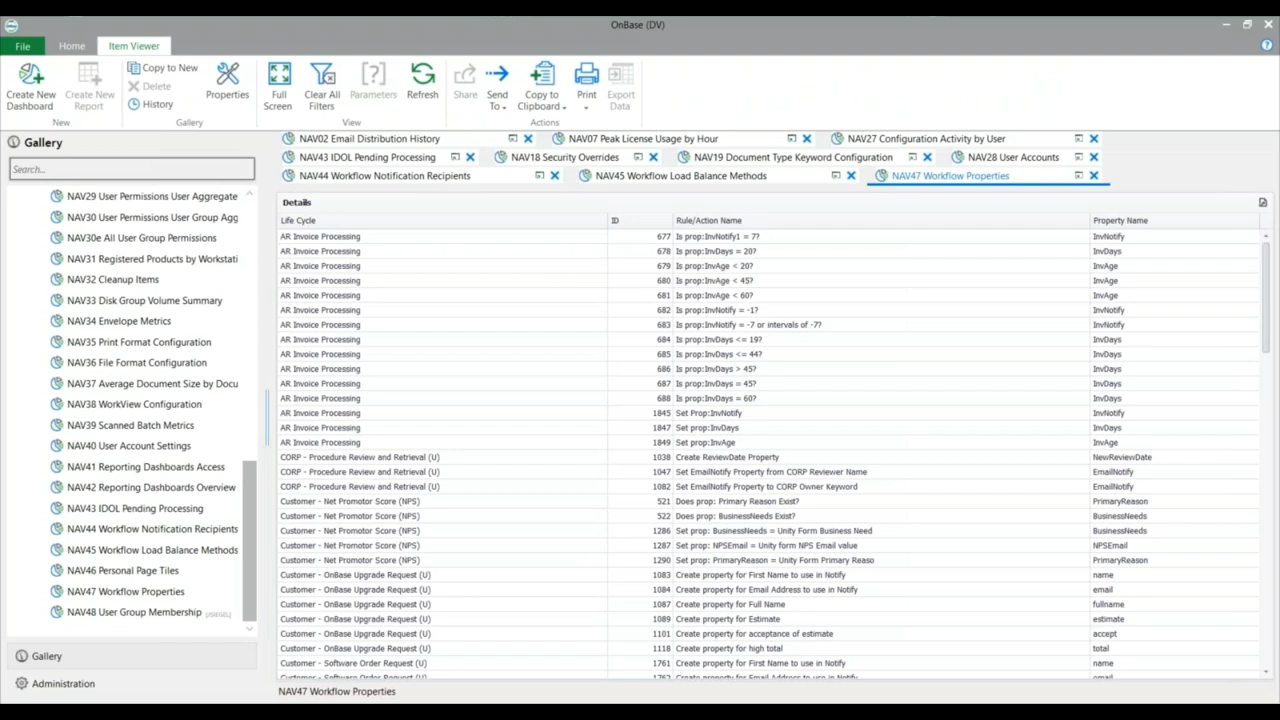 OnBase (DV)
File Home Item Viewer
Create New Dashboard
Create New Report
Copy to New
Delete
History
Properties
Full Screen
Clear All Filters
Parameters
Refresh
Share
Send To
Copy to Clipboard
Print
Export Data
New Gallery View Actions
Gallery
Search...
NAV29 User Permissions User Aggregate
NAV30 User Permissions User Group Agg
NAV30e All User Group Permissions
NAV31 Registered Products by Workstati
NAV32 Cleanup Items
NAV33 Disk Group Volume Summary
NAV34 Envelope Metrics
NAV35 Print Format Configuration
NAV36 File Format Configuration
NAV37 Average Document Size by Docu
NAV38 WorkView Configuration
NAV39 Scanned Batch Metrics
NAV40 User Account Settings
NAV41 Reporting Dashboards Access
NAV42 Reporting Dashboards Overview
NAV43 IDOL Pending Processing
NAV44 Workflow Notification Recipients
NAV45 Workflow Load Balance Methods
NAV46 Personal Page Tiles
NAV47 Workflow Properties
NAV48 User Group Membership
Gallery
Administration
NAV02 Email Distribution History NAV07 Peak License Usage by Hour NAV27 Configuration Activity by User
NAV43 IDOL Pending Processing NAV18 Security Overrides NAV19 Document Type Keyword Configuration NAV28 User Accounts
NAV44 Workflow Notification Recipients NAV45 Workflow Load Balance Methods NAV47 Workflow Properties
Details
Life Cycle ID Rule/Action Name Property Name
AR Invoice Processing 677 Is prop:InvNotify1 = 7? InvNotify
AR Invoice Processing 678 Is prop:InvDays = 20? InvDays
AR Invoice Processing 679 Is prop:InvAge < 20? InvAge
AR Invoice Processing 680 Is prop:InvAge < 45? InvAge
AR Invoice Processing 681 Is prop:InvAge < 60? InvAge
AR Invoice Processing 682 Is prop:InvNotify = -1? InvNotify
AR Invoice Processing 683 Is prop:InvNotify = -7 or intervals of -7? InvNotify
AR Invoice Processing 684 Is prop:InvDays <= 19? InvDays
AR Invoice Processing 685 Is prop:InvDays <= 44? InvDays
AR Invoice Processing 686 Is prop:InvDays > 45? InvDays
AR Invoice Processing 687 Is prop:InvDays = 45? InvDays
AR Invoice Processing 688 Is prop:InvDays = 60? InvDays
AR Invoice Processing 1845 Set Prop:InvNotify InvNotify
AR Invoice Processing 1847 Set prop:InvDays InvDays
AR Invoice Processing 1849 Set prop:InvAge InvAge
CORP - Procedure Review and Retrieval (U) 1038 Create ReviewDate Property NewReviewDate
CORP - Procedure Review and Retrieval (U) 1047 Set EmailNotify Property from CORP Reviewer Name EmailNotify
CORP - Procedure Review and Retrieval (U) 1082 Set EmailNotify Property to CORP Owner Keyword EmailNotify
Customer - Net Promotor Score (NPS) 521 Does prop: Primary Reason Exist? PrimaryReason
Customer - Net Promotor Score (NPS) 522 Does prop: BusinessNeeds Exist? BusinessNeeds
Customer - Net Promotor Score (NPS) 1286 Set prop: BusinessNeeds = Unity Form Business Need BusinessNeeds
Customer - Net Promotor Score (NPS) 1287 Set prop: NPSEmail = Unity form NPS Email value NPSEmail
Customer - Net Promotor Score (NPS) 1290 Set prop: PrimaryReason = Unity Form Primary Reaso PrimaryReason
Customer - OnBase Upgrade Request (U) 1083 Create property for First Name to use in Notify name
Customer - OnBase Upgrade Request (U) 1084 Create property for Email Address to use in Notify email
Customer - OnBase Upgrade Request (U) 1087 Create property for Full Name fullname
Customer - OnBase Upgrade Request (U) 1089 Create property for Estimate estimate
Customer - OnBase Upgrade Request (U) 1101 Create property for acceptance of estimate accept
Customer - OnBase Upgrade Request (U) 1118 Create property for high total total
Customer - Software Order Request (U) 1761 Create property for First Name to use in Notify name
Customer - Software Order Request (U) 1762 Create property for Email Address to use in Notify email
NAV47 Workflow Properties